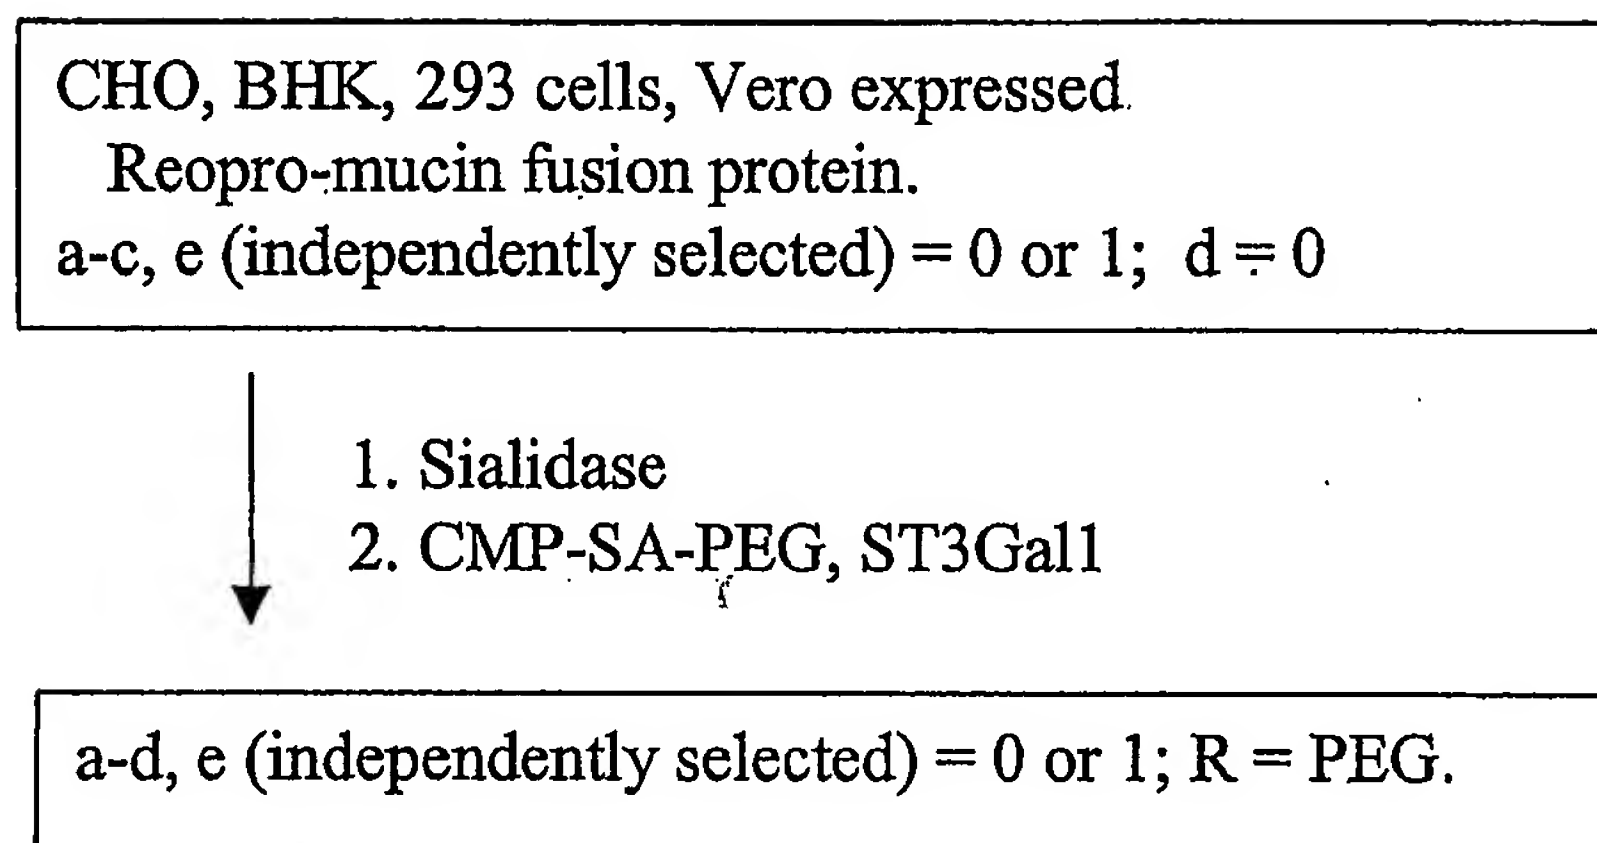 CHO, BHK, 293 cells, Vero expressed
Reopro-mucin fusion protein.
a-c, e (independently selected) = 0 or 1; d = 0
1. Sialidase
2. CMP-SA-PEG, ST3Gal1
a-d, e (independently selected) = 0 or 1; R = PEG.